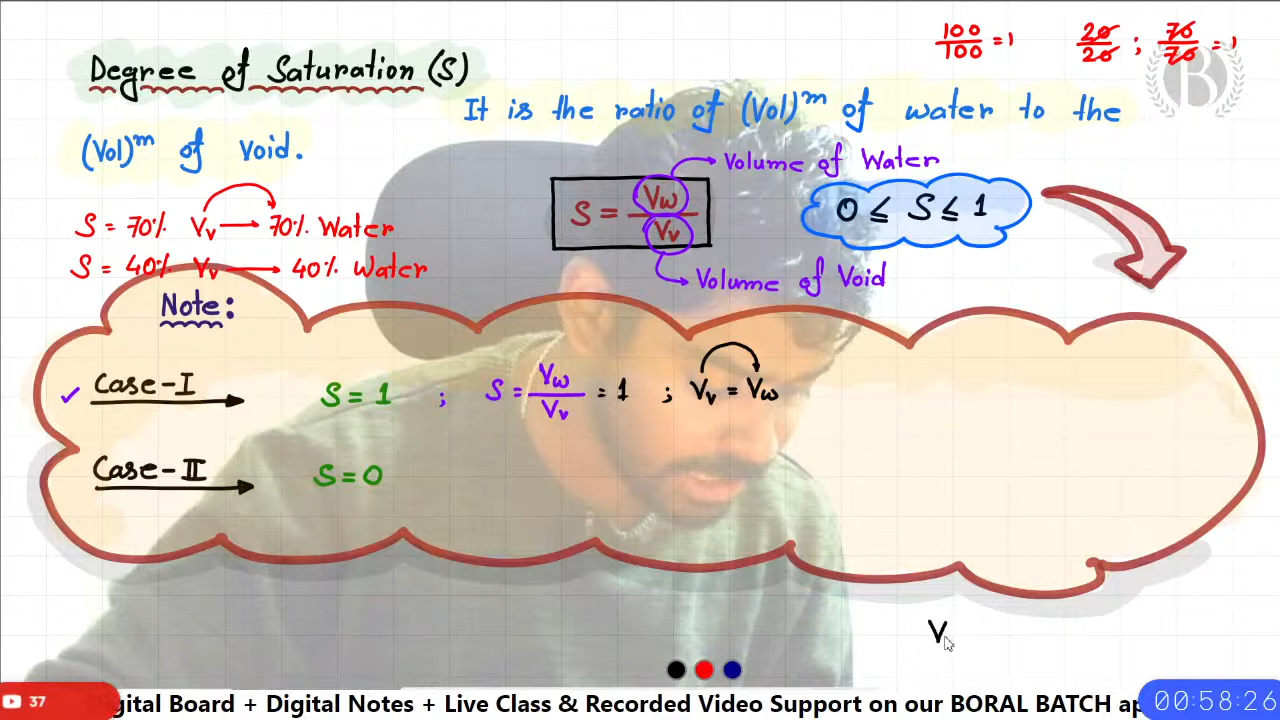 100/100 = 1   20/20 ; 70/70 = 1
Degree of Saturation (S)
It is the ratio of (Vol)ᵐ of water to the
(Vol)ᵐ of Void.
Volume of Water
S = Vw/Vv
0 ≤ S ≤ 1
Volume of Void
S = 70% Vv → 70% Water
S = 40% Vv → 40% Water
Note:
✓ Case-I → S = 1 ; S = Vw/Vv = 1 ; Vv = Vw
Case-II → S = 0
V
37
Digital Board + Digital Notes + Live Class & Recorded Video Support on our BORAL BATCH
00:58:26